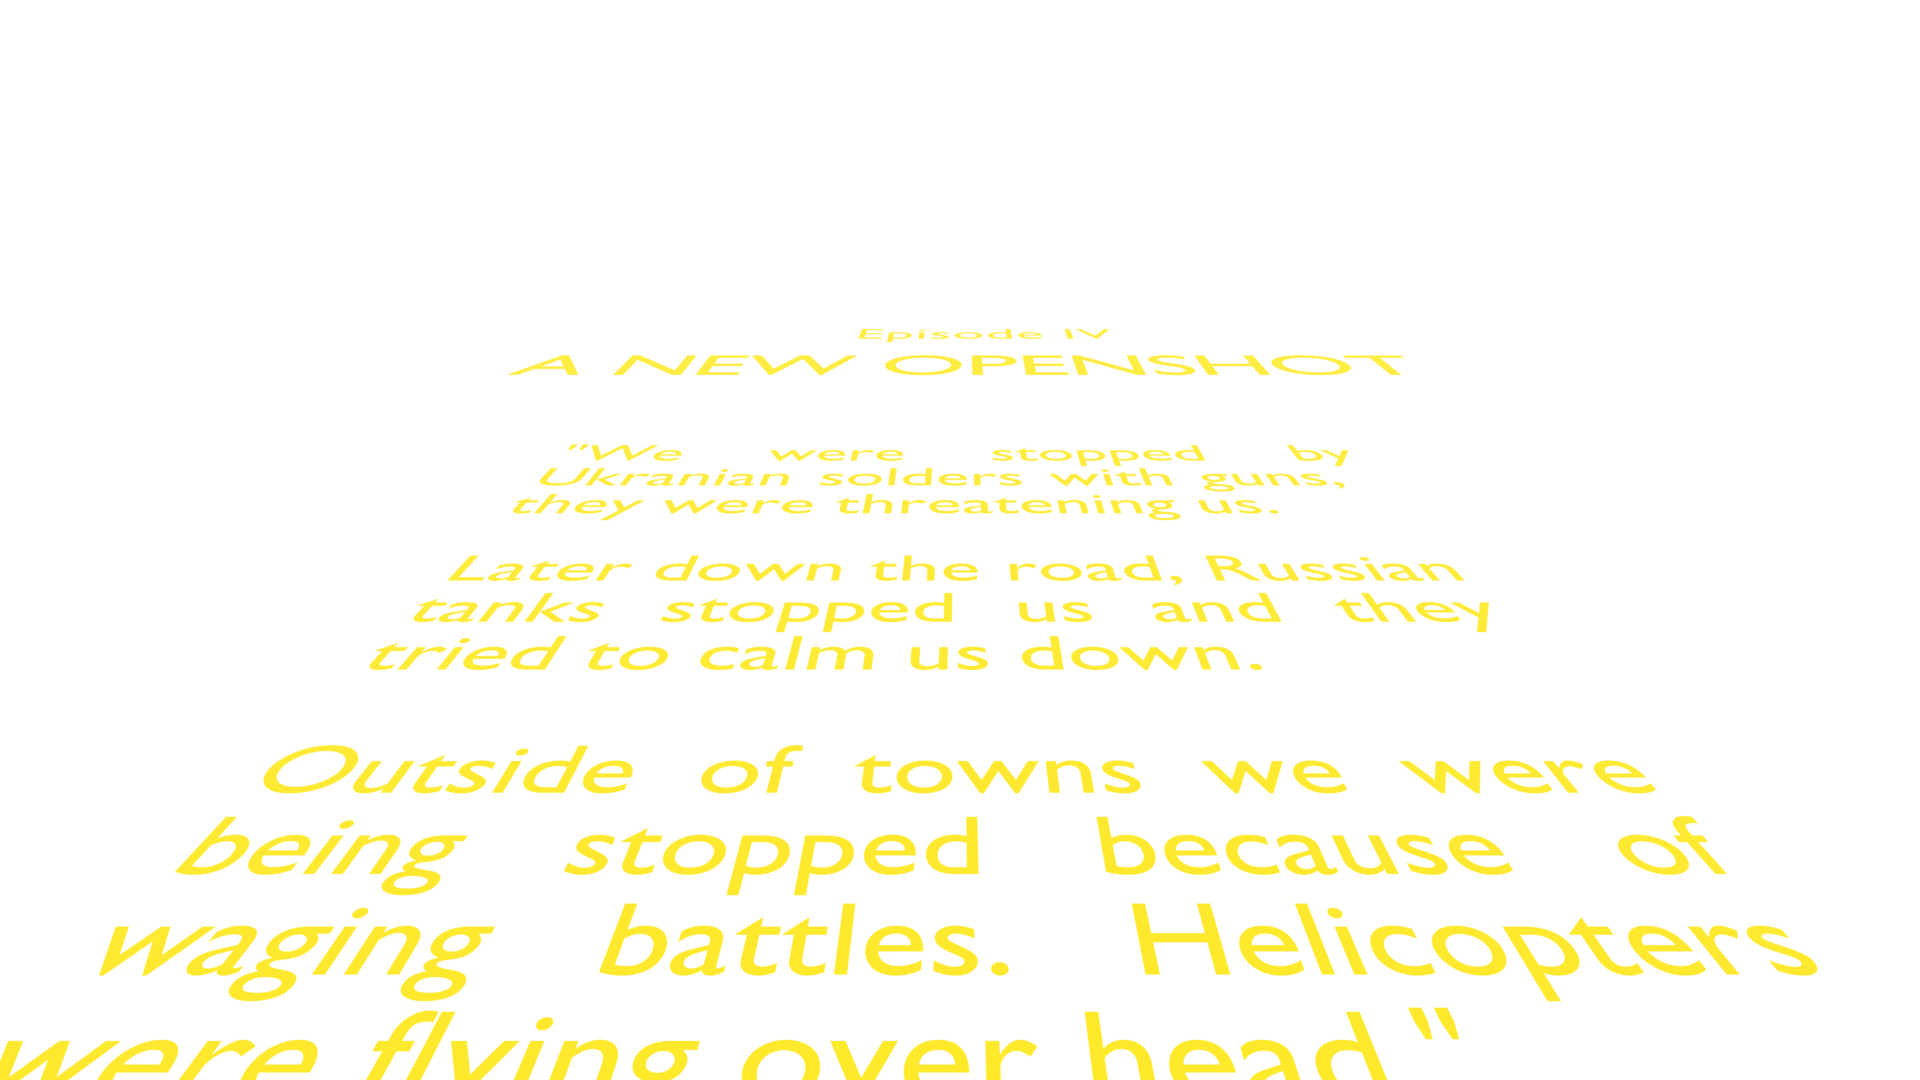 Episode IV
A NEW OPENSHOT
"We were stopped by
Ukranian solders with guns,
they were threatening us.
Later down the road, Russian
tanks stopped us and they
tried to calm us down.
Outside of towns we were
being stopped because of
waging battles. Helicopters
were flying over head."